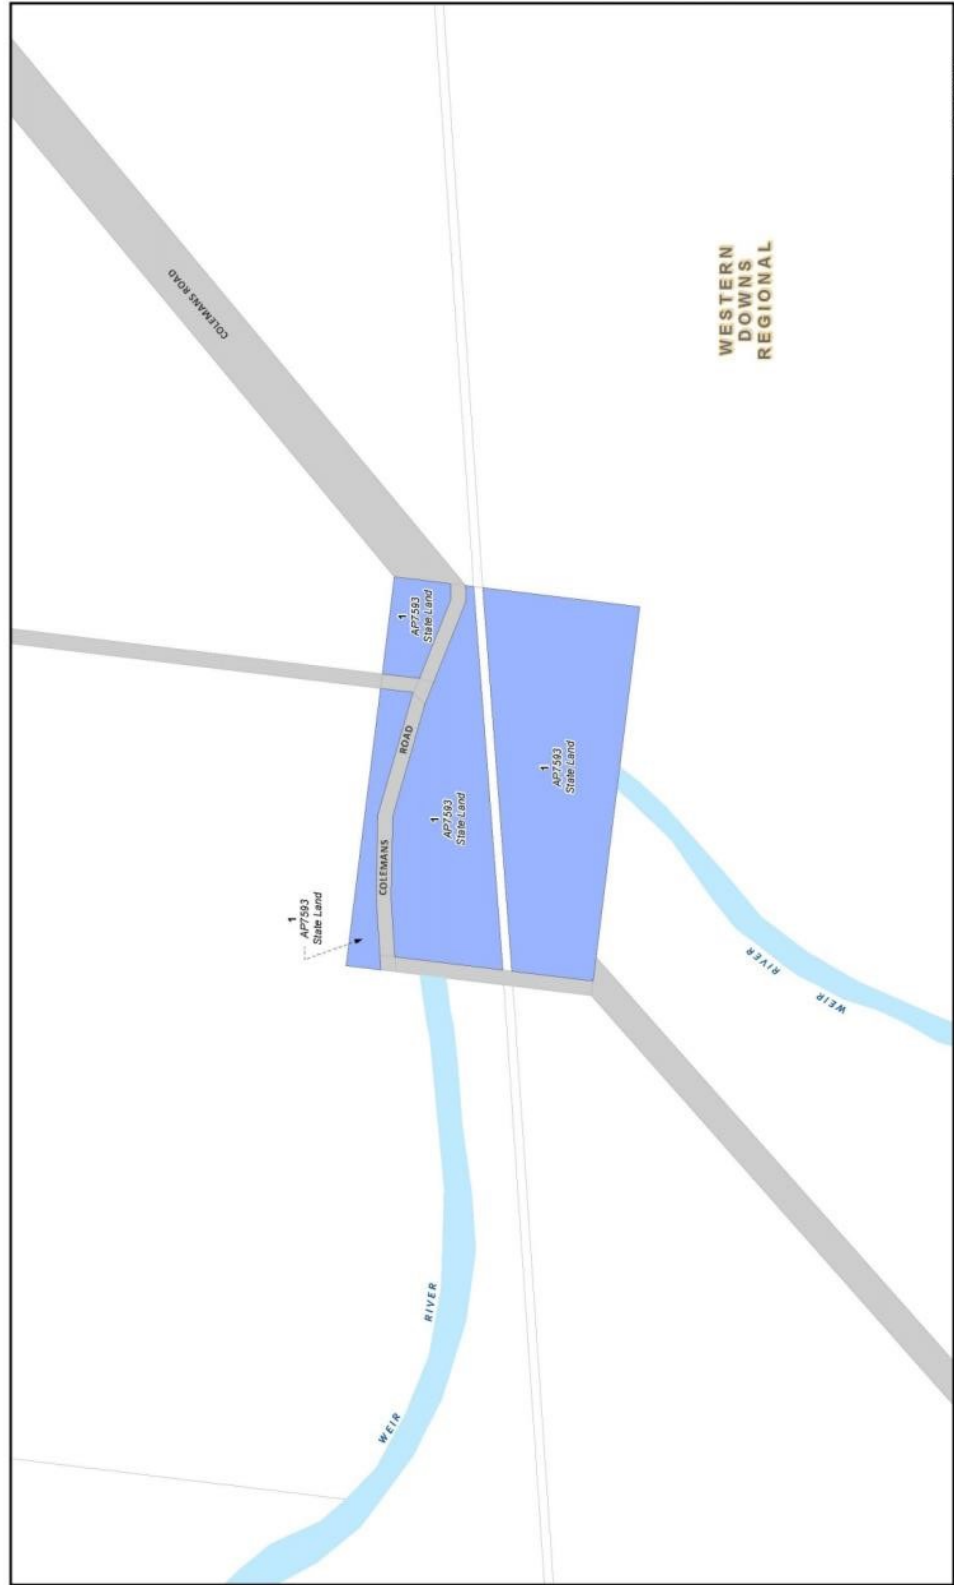 COLEMANS ROAD
WESTERN
DOWNS
REGIONAL
1
AP7593
State Land
ROAD
1
AP7593
State Land
1
AP7593
State Land
COLEMANS
1
AP7593
State Land
RIVER
WEIR
RIVER
WEIR